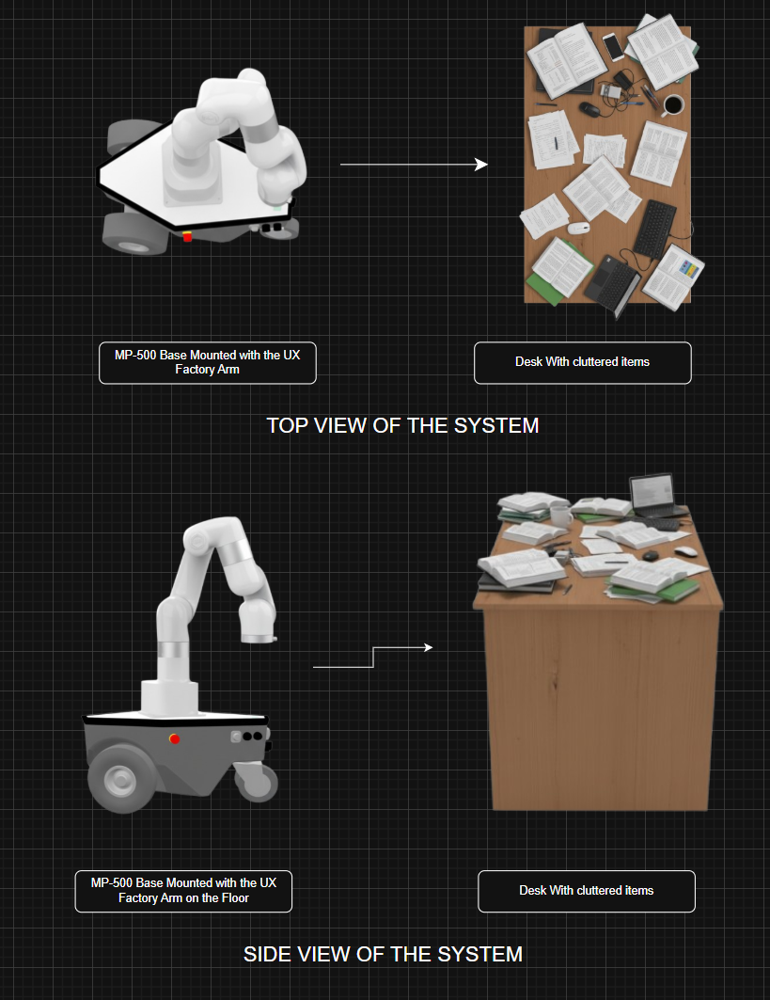 MP-500 Base Mounted with the UX
Factory Arm
Desk With cluttered items
TOP VIEW OF THE SYSTEM
MP-500 Base Mounted with the UX
Factory Arm on the Floor
Desk With cluttered items
SIDE VIEW OF THE SYSTEM